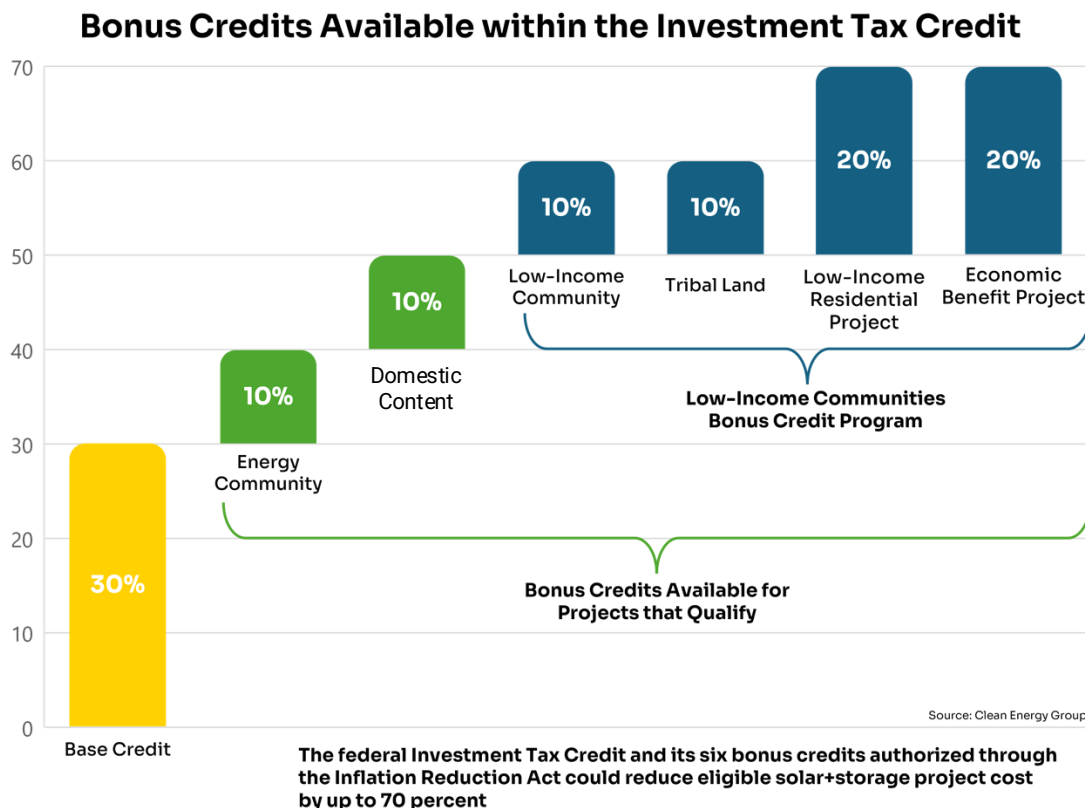 Bonus Credits Available within the Investment Tax Credit
70
60
50
40
30
20
10
0
30%
Base Credit
10%
Energy
Community
10%
Domestic
Content
10%
Low-Income
Community
10%
Tribal Land
20%
Low-Income
Residential
Project
20%
Economic
Benefit Project
Low-Income Communities
Bonus Credit Program
Bonus Credits Available for
Projects that Qualify
Source: Clean Energy Group
The federal Investment Tax Credit and its six bonus credits authorized through
the Inflation Reduction Act could reduce eligible solar+storage project cost
by up to 70 percent